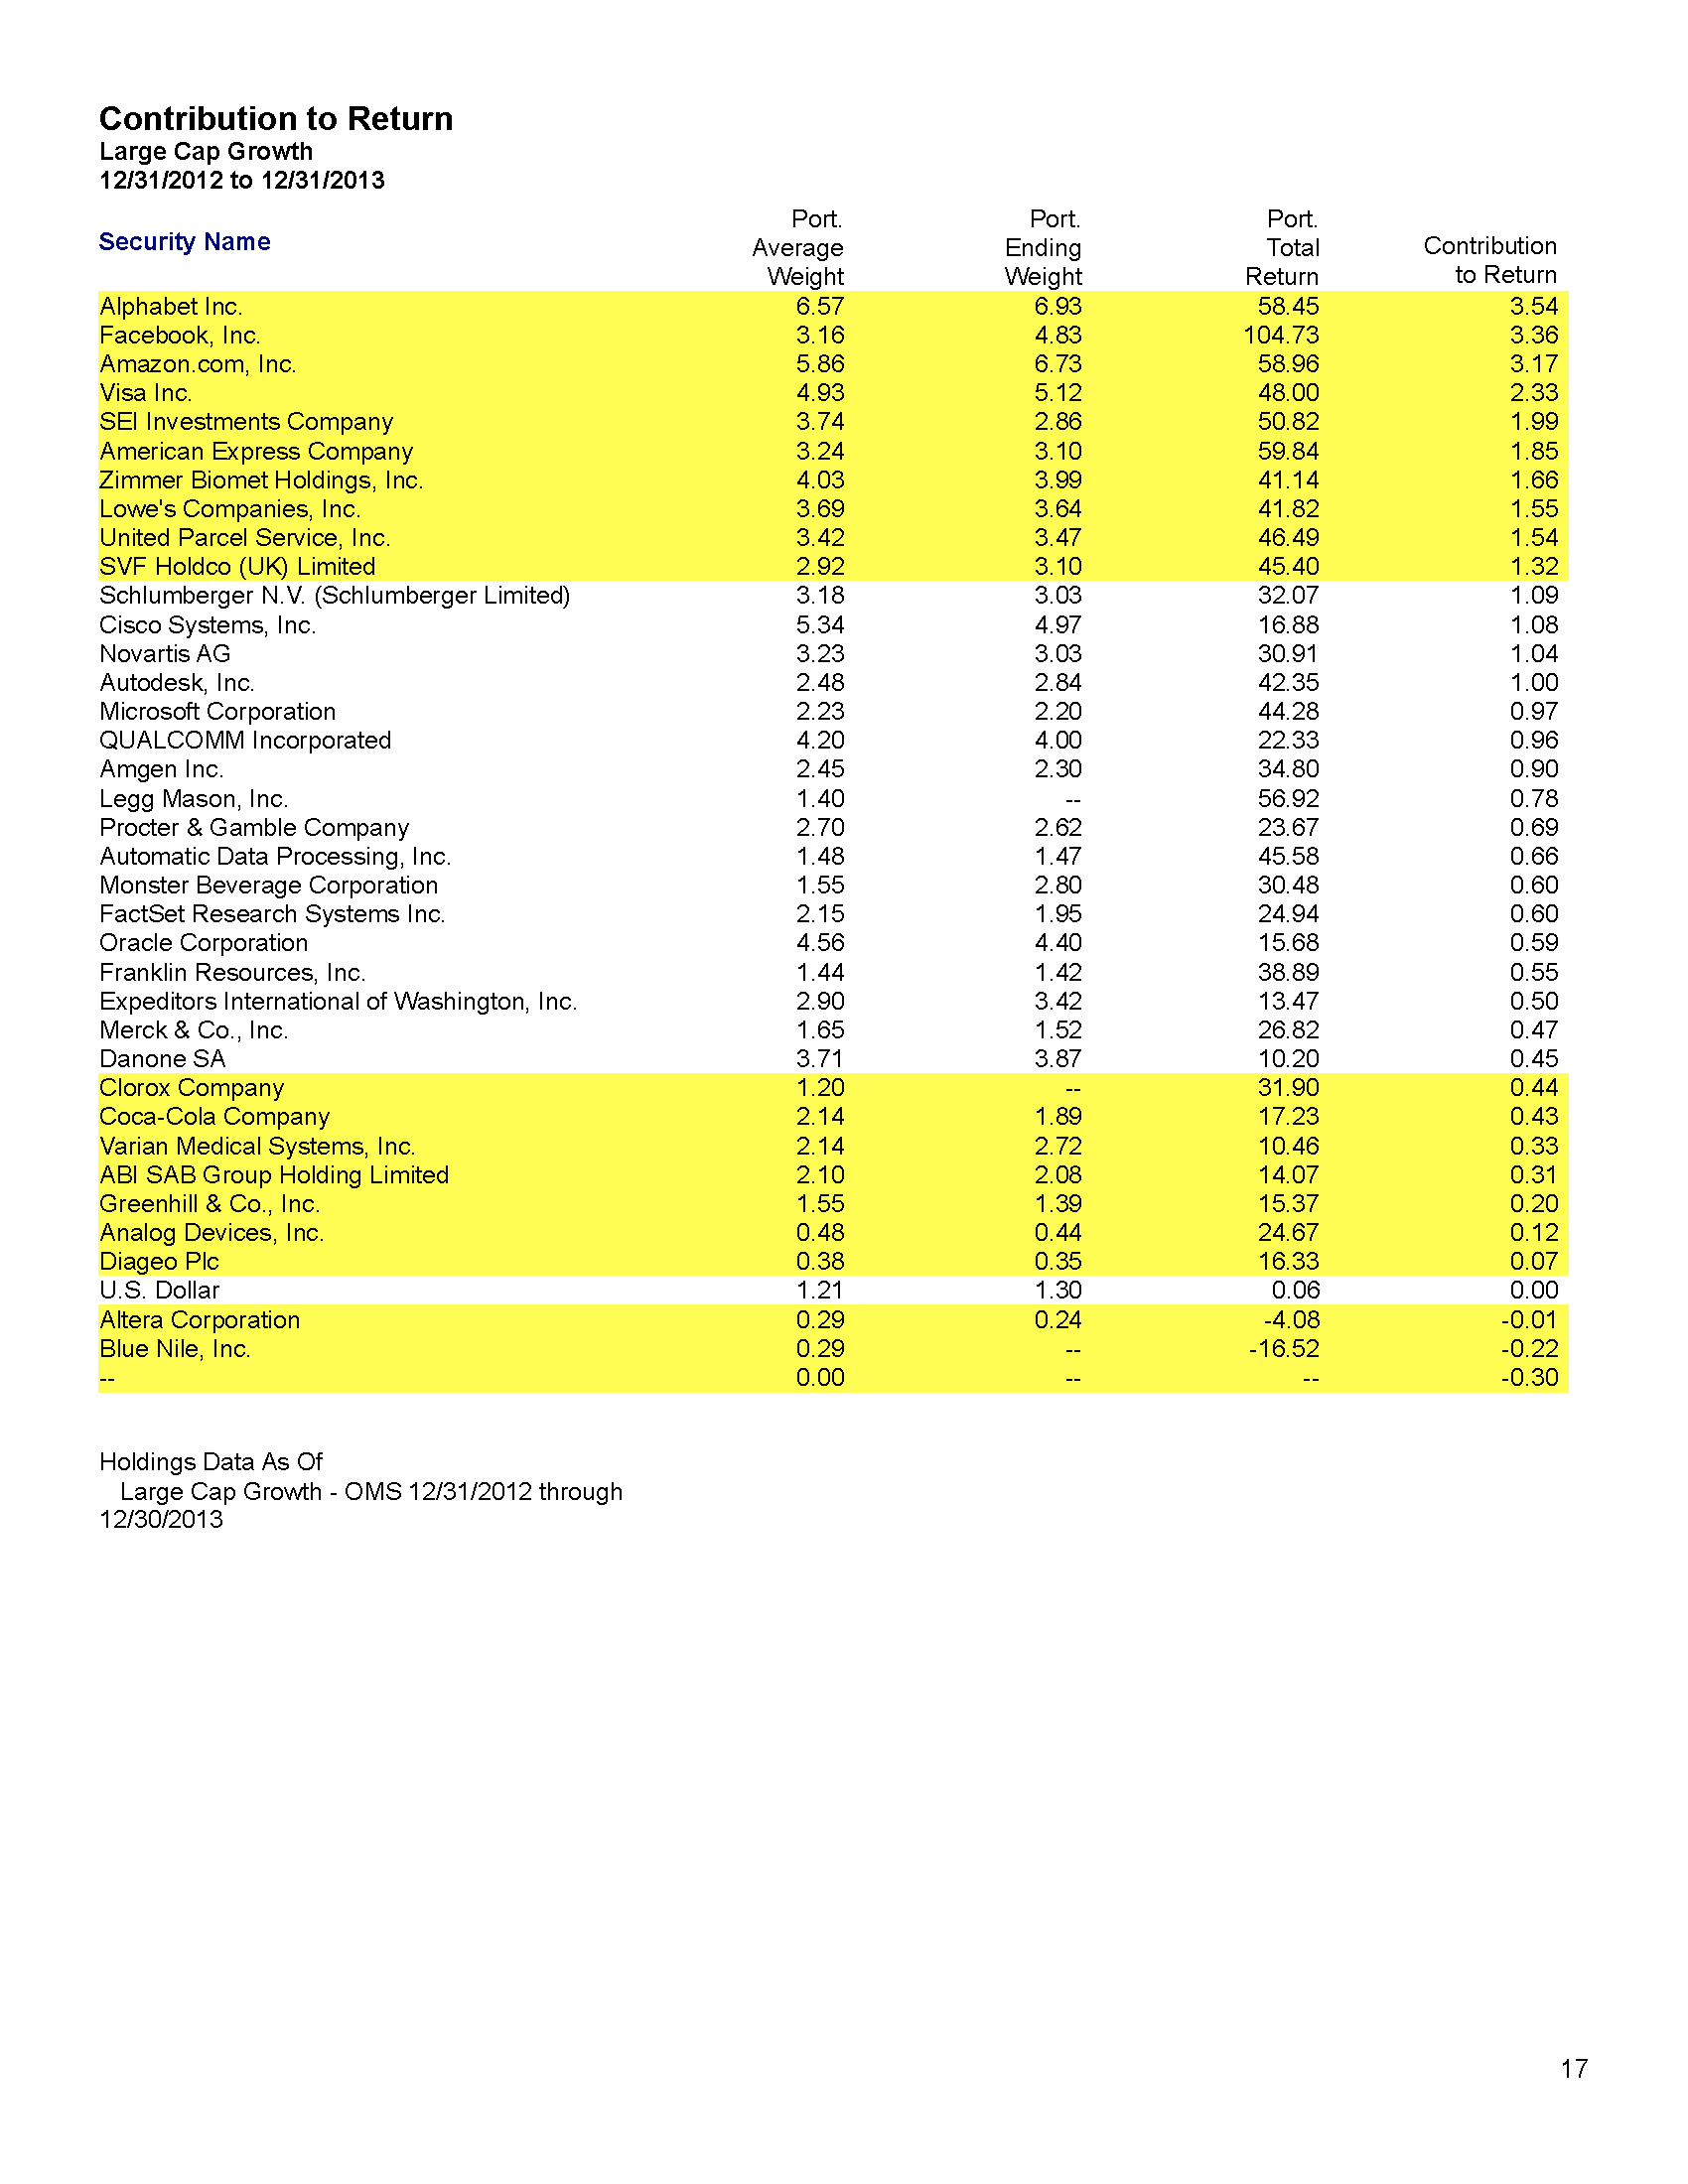 Contribution to Return
Large Cap Growth
12/31/2012 to 12/31/2013
Security Name Port. Average Weight Port. Ending Weight Port. Total Return Contribution to Return
Alphabet Inc. 6.57 6.93 58.45 3.54
Facebook, Inc. 3.16 4.83 104.73 3.36
Amazon.com, Inc. 5.86 6.73 58.96 3.17
Visa Inc. 4.93 5.12 48.00 2.33
SEI Investments Company 3.74 2.86 50.82 1.99
American Express Company 3.24 3.10 59.84 1.85
Zimmer Biomet Holdings, Inc. 4.03 3.99 41.14 1.66
Lowe's Companies, Inc. 3.69 3.64 41.82 1.55
United Parcel Service, Inc. 3.42 3.47 46.49 1.54
SVF Holdco (UK) Limited 2.92 3.10 45.40 1.32
Schlumberger N.V. (Schlumberger Limited) 3.18 3.03 32.07 1.09
Cisco Systems, Inc. 5.34 4.97 16.88 1.08
Novartis AG 3.23 3.03 30.91 1.04
Autodesk, Inc. 2.48 2.84 42.35 1.00
Microsoft Corporation 2.23 2.20 44.28 0.97
QUALCOMM Incorporated 4.20 4.00 22.33 0.96
Amgen Inc. 2.45 2.30 34.80 0.90
Legg Mason, Inc. 1.40 -- 56.92 0.78
Procter & Gamble Company 2.70 2.62 23.67 0.69
Automatic Data Processing, Inc. 1.48 1.47 45.58 0.66
Monster Beverage Corporation 1.55 2.80 30.48 0.60
FactSet Research Systems Inc. 2.15 1.95 24.94 0.60
Oracle Corporation 4.56 4.40 15.68 0.59
Franklin Resources, Inc. 1.44 1.42 38.89 0.55
Expeditors International of Washington, Inc. 2.90 3.42 13.47 0.50
Merck & Co., Inc. 1.65 1.52 26.82 0.47
Danone SA 3.71 3.87 10.20 0.45
Clorox Company 1.20 -- 31.90 0.44
Coca-Cola Company 2.14 1.89 17.23 0.43
Varian Medical Systems, Inc. 2.14 2.72 10.46 0.33
ABI SAB Group Holding Limited 2.10 2.08 14.07 0.31
Greenhill & Co., Inc. 1.55 1.39 15.37 0.20
Analog Devices, Inc. 0.48 0.44 24.67 0.12
Diageo Plc 0.38 0.35 16.33 0.07
U.S. Dollar 1.21 1.30 0.06 0.00
Altera Corporation 0.29 0.24 -4.08 -0.01
Blue Nile, Inc. 0.29 -- -16.52 -0.22
-- 0.00 -- -- -0.30
Holdings Data As Of
Large Cap Growth - OMS 12/31/2012 through
12/30/2013
17